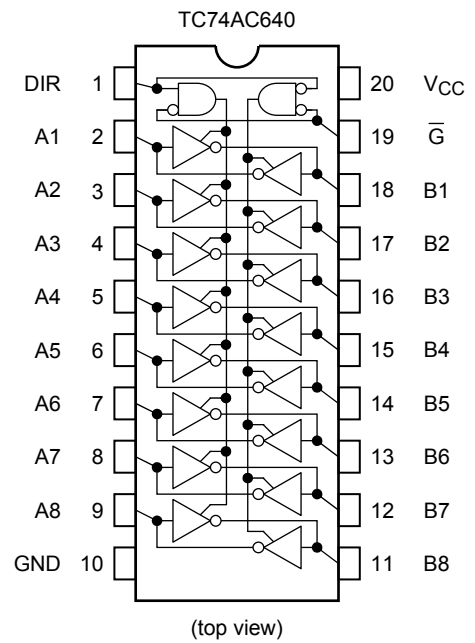 TC74AC640
DIR 1 20 VCC
A1 2 19 G̅
A2 3 18 B1
A3 4 17 B2
A4 5 16 B3
A5 6 15 B4
A6 7 14 B5
A7 8 13 B6
A8 9 12 B7
GND 10 11 B8
(top view)